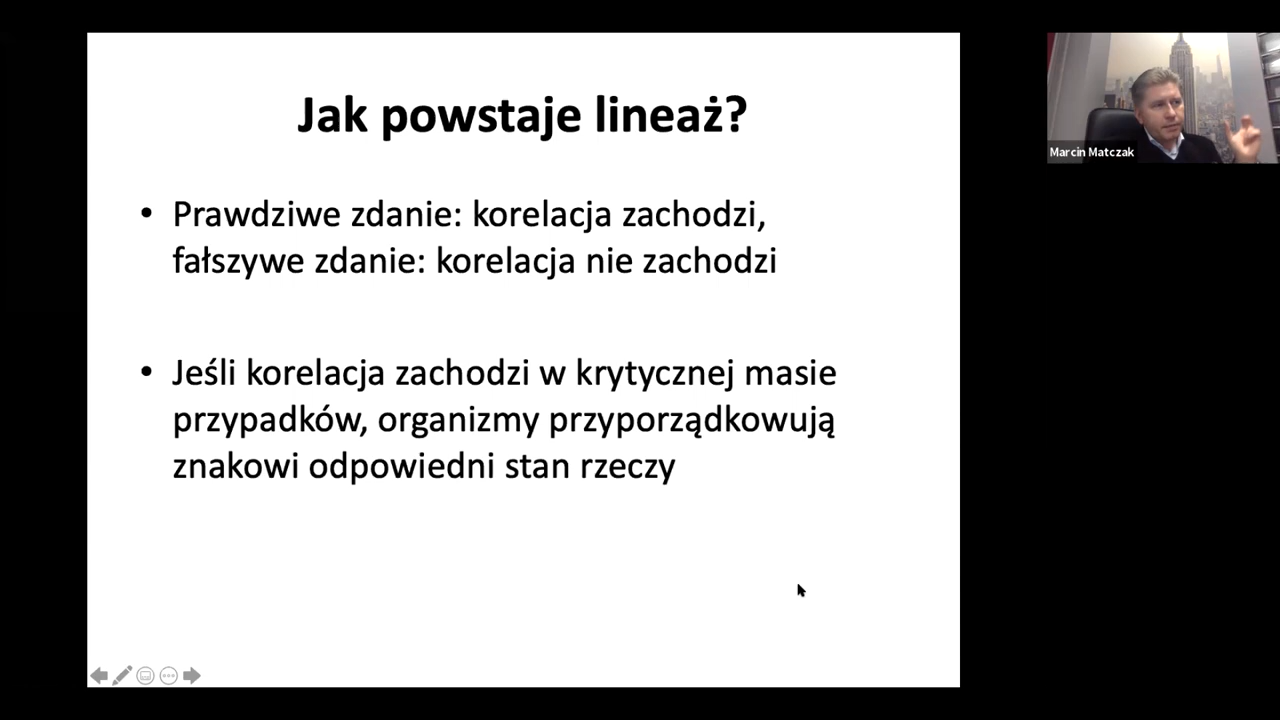 Jak powstaje lineaż?
Marcin Matczak
• Prawdziwe zdanie: korelacja zachodzi,
fałszywe zdanie: korelacja nie zachodzi
• Jeśli korelacja zachodzi w krytycznej masie
przypadków, organizmy przyporządkowują
znakowi odpowiedni stan rzeczy